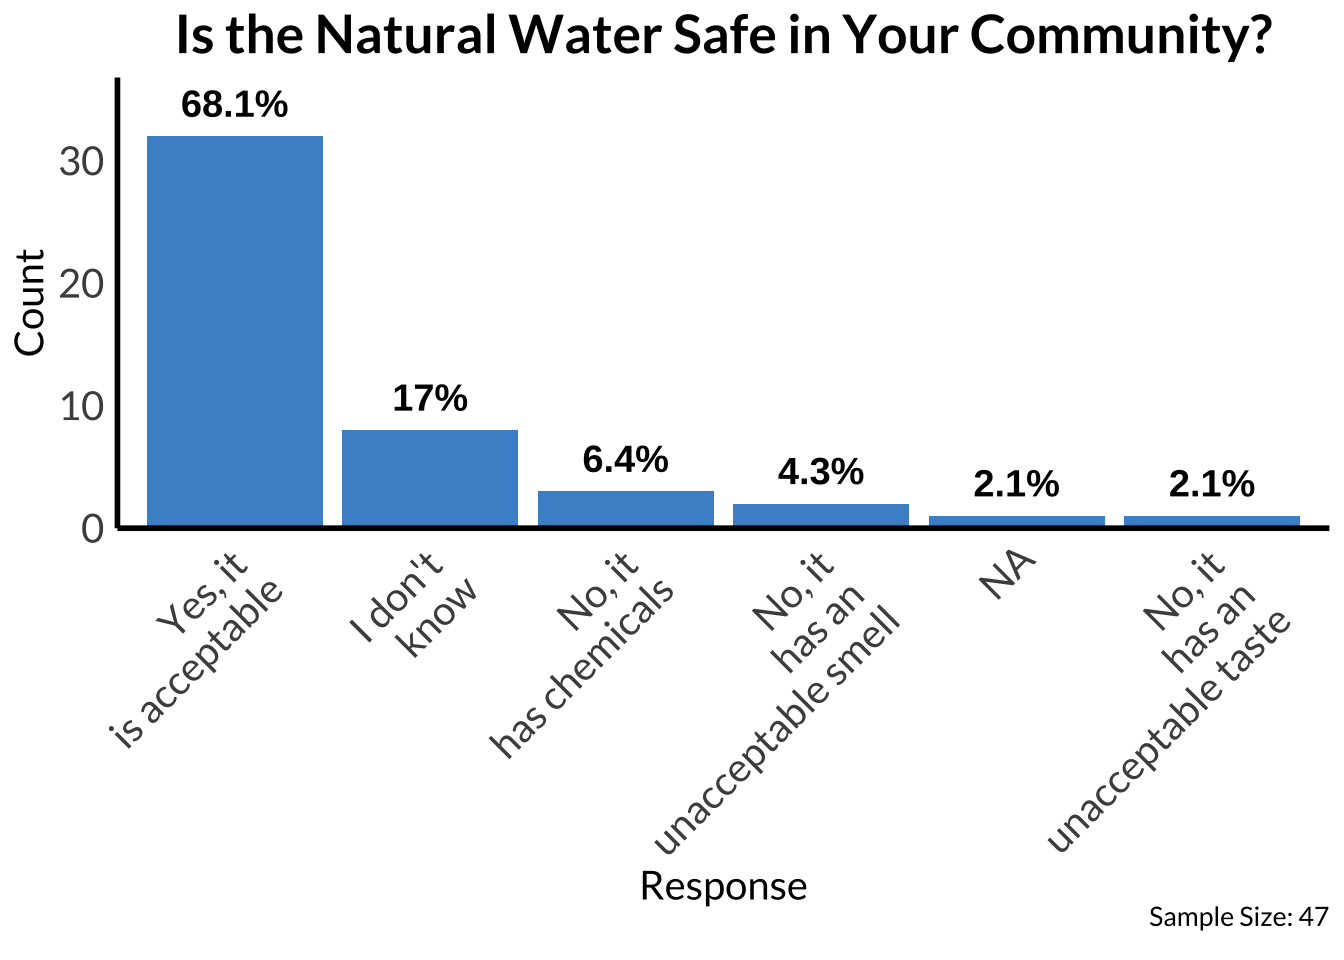 Is the Natural Water Safe in Your Community?
68.1%
17%
6.4%
4.3%
2.1%
2.1%
30
20
10
0
Count
Yes, it
is acceptable
I don't
know
No, it
has chemicals
No, it
has an
unacceptable smell
NA
No, it
has an
unacceptable taste
Response
Sample Size: 47